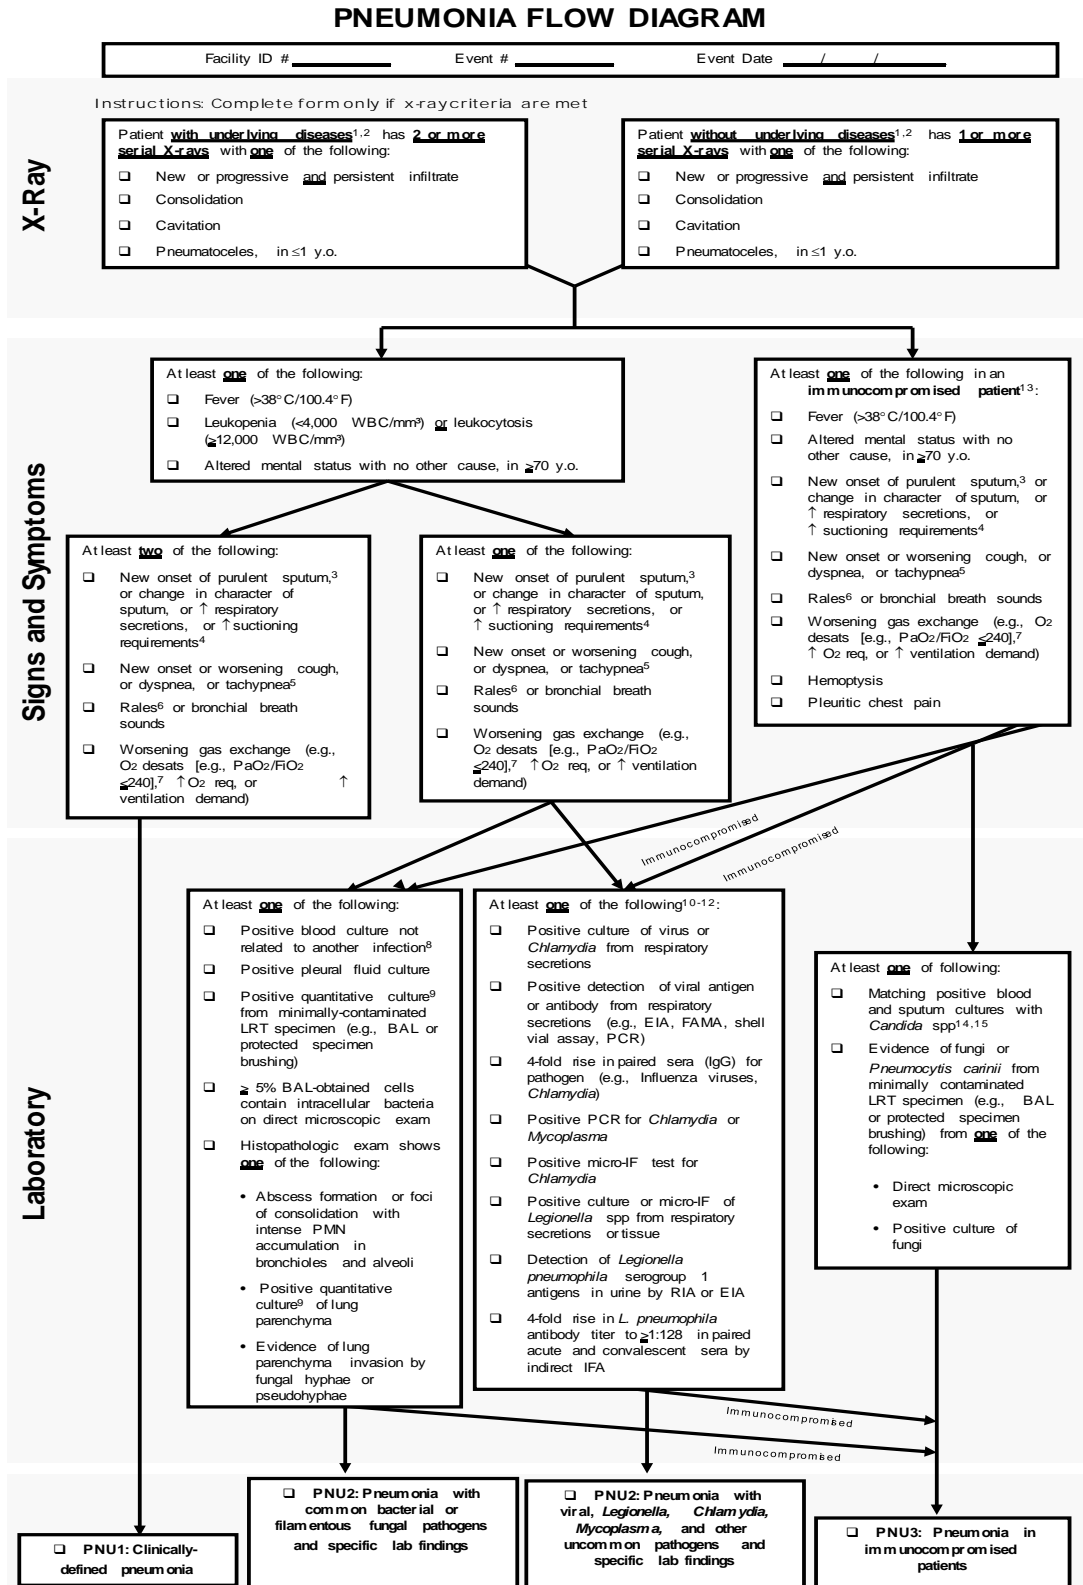 PNEUMONIA FLOW DIAGRAM
Facility ID # __________ Event # __________ Event Date ____/____/______
Instructions: Complete form only if x-ray criteria are met
X-Ray
Patient with underlying diseases1,2 has 2 or more
serial X-rays with one of the following:
❑ New or progressive and persistent infiltrate
❑ Consolidation
❑ Cavitation
❑ Pneumatoceles, in ≤1 y.o.
Patient without underlying diseases1,2 has 1 or more
serial X-rays with one of the following:
❑ New or progressive and persistent infiltrate
❑ Consolidation
❑ Cavitation
❑ Pneumatoceles, in ≤1 y.o.
Signs and Symptoms
At least one of the following:
❑ Fever (>38° C/100.4° F)
❑ Leukopenia (<4,000 WBC/mm³) or leukocytosis
(≥12,000 WBC/mm³)
❑ Altered mental status with no other cause, in ≥70 y.o.
At least one of the following in an
immunocompromised patient13:
❑ Fever (>38° C/100.4° F)
❑ Altered mental status with no
other cause, in ≥70 y.o.
❑ New onset of purulent sputum,3 or
change in character of sputum, or
↑ respiratory secretions, or
↑ suctioning requirements4
❑ New onset or worsening cough, or
dyspnea, or tachypnea5
❑ Rales6 or bronchial breath sounds
❑ Worsening gas exchange (e.g., O2
desats [e.g., PaO2/FiO2 ≤240],7
↑ O2 req, or ↑ ventilation demand)
❑ Hemoptysis
❑ Pleuritic chest pain
At least two of the following:
❑ New onset of purulent sputum,3
or change in character of
sputum, or ↑ respiratory
secretions, or ↑ suctioning
requirements4
❑ New onset or worsening cough,
or dyspnea, or tachypnea5
❑ Rales6 or bronchial breath
sounds
❑ Worsening gas exchange (e.g.,
O2 desats [e.g., PaO2/FiO2
≤240],7 ↑ O2 req, or ↑
ventilation demand)
At least one of the following:
❑ New onset of purulent sputum,3
or change in character of sputum,
or ↑ respiratory secretions, or
↑ suctioning requirements4
❑ New onset or worsening cough,
or dyspnea, or tachypnea5
❑ Rales6 or bronchial breath
sounds
❑ Worsening gas exchange (e.g.,
O2 desats [e.g., PaO2/FiO2
≤240],7 ↑ O2 req, or ↑ ventilation
demand)
Immunocompromised
Immunocompromised
Laboratory
At least one of the following:
❑ Positive blood culture not
related to another infection8
❑ Positive pleural fluid culture
❑ Positive quantitative culture9
from minimally-contaminated
LRT specimen (e.g., BAL or
protected specimen
brushing)
❑ ≥ 5% BAL-obtained cells
contain intracellular bacteria
on direct microscopic exam
❑ Histopathologic exam shows
one of the following:
• Abscess formation or foci
of consolidation with
intense PMN
accumulation in
bronchioles and alveoli
• Positive quantitative
culture9 of lung
parenchyma
• Evidence of lung
parenchyma invasion by
fungal hyphae or
pseudohyphae
At least one of the following10-12:
❑ Positive culture of virus or
Chlamydia from respiratory
secretions
❑ Positive detection of viral antigen
or antibody from respiratory
secretions (e.g., EIA, FAMA, shell
vial assay, PCR)
❑ 4-fold rise in paired sera (IgG) for
pathogen (e.g., Influenza viruses,
Chlamydia)
❑ Positive PCR for Chlamydia or
Mycoplasma
❑ Positive micro-IF test for
Chlamydia
❑ Positive culture or micro-IF of
Legionella spp from respiratory
secretions or tissue
❑ Detection of Legionella
pneumophila serogroup 1
antigens in urine by RIA or EIA
❑ 4-fold rise in L. pneumophila
antibody titer to ≥1:128 in paired
acute and convalescent sera by
indirect IFA
At least one of following:
❑ Matching positive blood
and sputum cultures with
Candida spp14,15
❑ Evidence of fungi or
Pneumocytis carinii from
minimally contaminated
LRT specimen (e.g., BAL
or protected specimen
brushing) from one of the
following:
• Direct microscopic
exam
• Positive culture of
fungi
Immunocompromised
Immunocompromised
❑ PNU1: Clinically-
defined pneumonia
❑ PNU2: Pneumonia with
common bacterial or
filamentous fungal pathogens
and specific lab findings
❑ PNU2: Pneumonia with
viral, Legionella, Chlamydia,
Mycoplasma, and other
uncommon pathogens and
specific lab findings
❑ PNU3: Pneumonia in
immunocompromised
patients